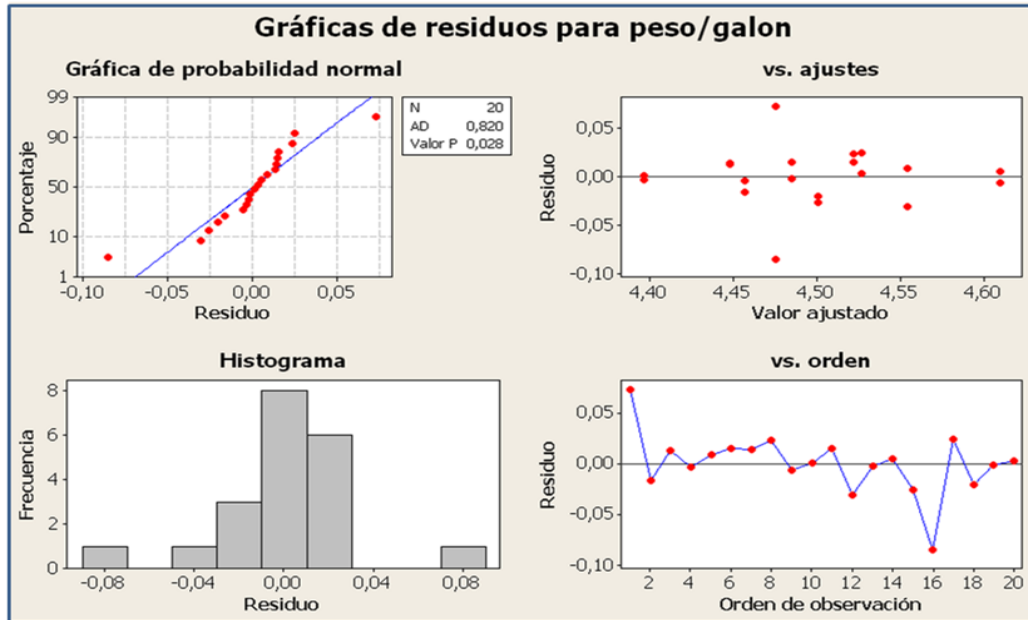 Gráficas de residuos para peso/galon
Gráfica de probabilidad normal
99
90
50
10
1
Porcentaje
-0,10 -0,05 0,00 0,05
Residuo
N 20
AD 0,820
Valor P 0,028
vs. ajustes
0,05
0,00
-0,05
-0,10
Residuo
4,40 4,45 4,50 4,55 4,60
Valor ajustado
Histograma
8
6
4
2
0
Frecuencia
-0,08 -0,04 0,00 0,04 0,08
Residuo
vs. orden
0,05
0,00
-0,05
-0,10
Residuo
2 4 6 8 10 12 14 16 18 20
Orden de observación